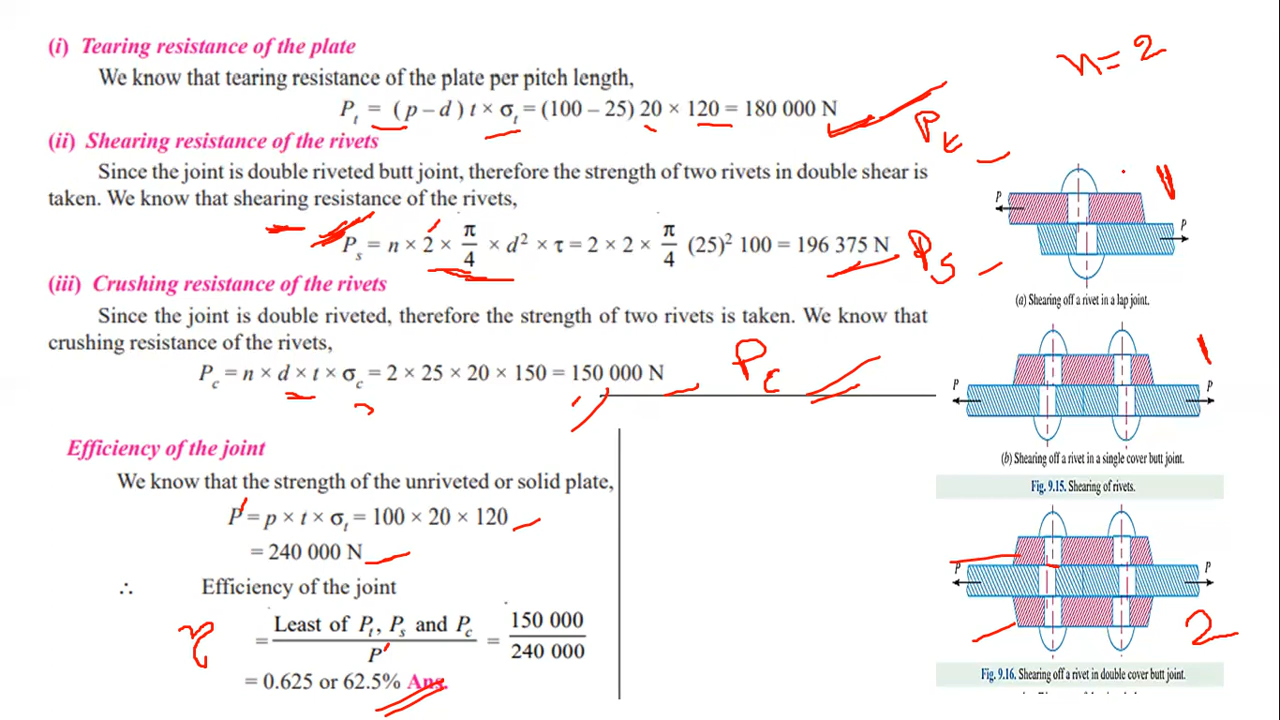 (i) Tearing resistance of the plate
We know that tearing resistance of the plate per pitch length,
Pt = (p – d) t × σt = (100 – 25) 20 × 120 = 180 000 N
(ii) Shearing resistance of the rivets
Since the joint is double riveted butt joint, therefore the strength of two rivets in double shear is
taken. We know that shearing resistance of the rivets,
Ps = n × 2 × π/4 × d² × τ = 2 × 2 × π/4 (25)² 100 = 196 375 N
(iii) Crushing resistance of the rivets
Since the joint is double riveted, therefore the strength of two rivets is taken. We know that
crushing resistance of the rivets,
Pc = n × d × t × σc = 2 × 25 × 20 × 150 = 150 000 N
Efficiency of the joint
We know that the strength of the unriveted or solid plate,
P = p × t × σt = 100 × 20 × 120
= 240 000 N
∴ Efficiency of the joint
η = Least of Pt, Ps and Pc / P = 150 000 / 240 000
= 0.625 or 62.5% Ans.
n = 2
Pt
Ps
Pc
P
P
(a) Shearing off a rivet in a lap joint.
1
P
P
(b) Shearing off a rivet in a single cover butt joint.
Fig. 9.15. Shearing of rivets.
P
P
2
Fig. 9.16. Shearing off a rivet in double cover butt joint.